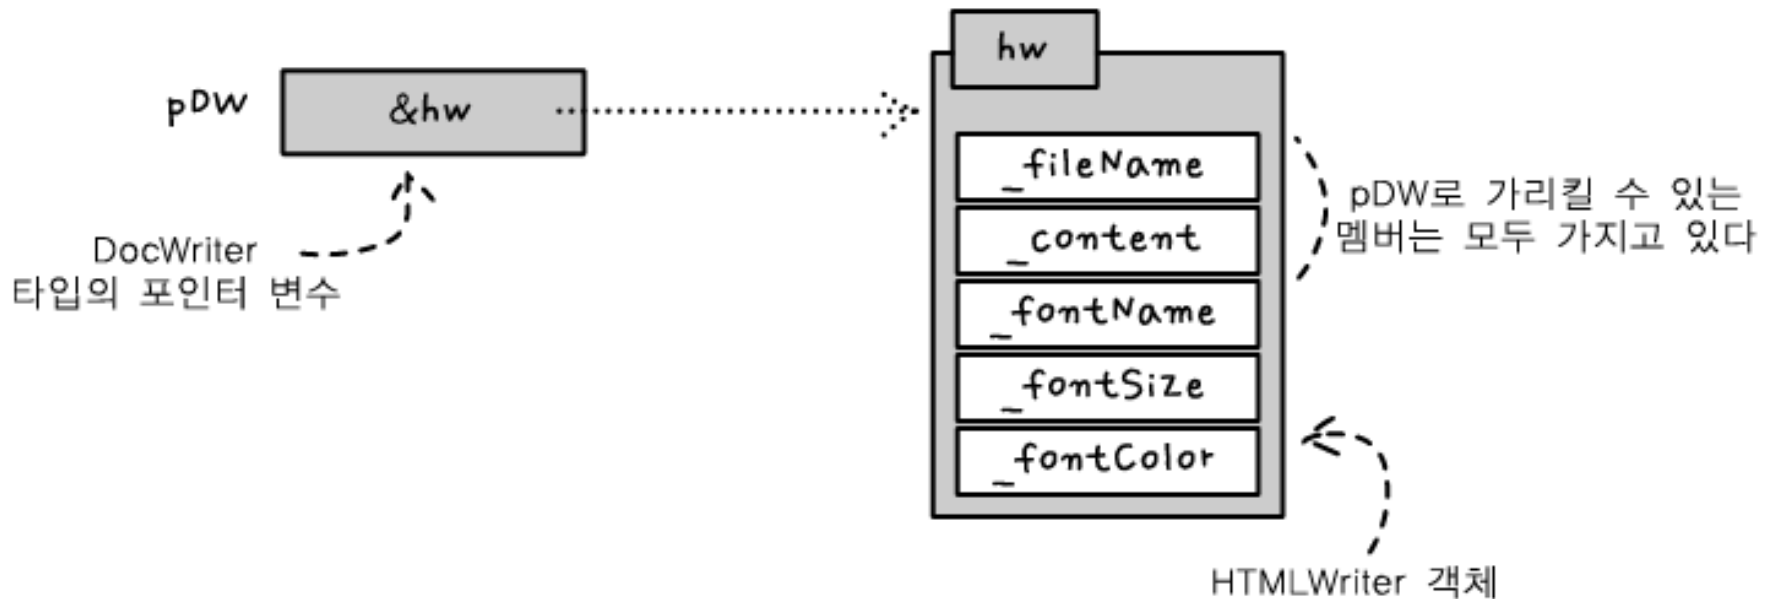 hw
pDW
&hw
_fileName
_content
_fontName
_fontSize
_fontColor
DocWriter
타입의 포인터 변수
pDW로 가리킬 수 있는
멤버는 모두 가지고 있다
HTMLWriter 객체